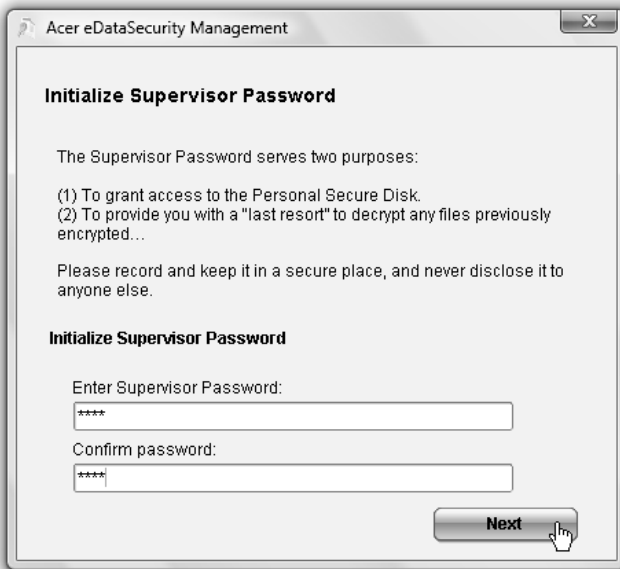 Acer eDataSecurity Management
Initialize Supervisor Password
The Supervisor Password serves two purposes:
(1) To grant access to the Personal Secure Disk.
(2) To provide you with a "last resort" to decrypt any files previously
encrypted...
Please record and keep it in a secure place, and never disclose it to
anyone else.
Initialize Supervisor Password
Enter Supervisor Password:
****
Confirm password:
****
Next